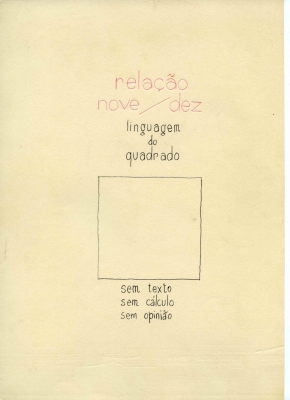 relação
nove/dez
linguagem
do
quadrado
sem texto
sem cálculo
sem opinião